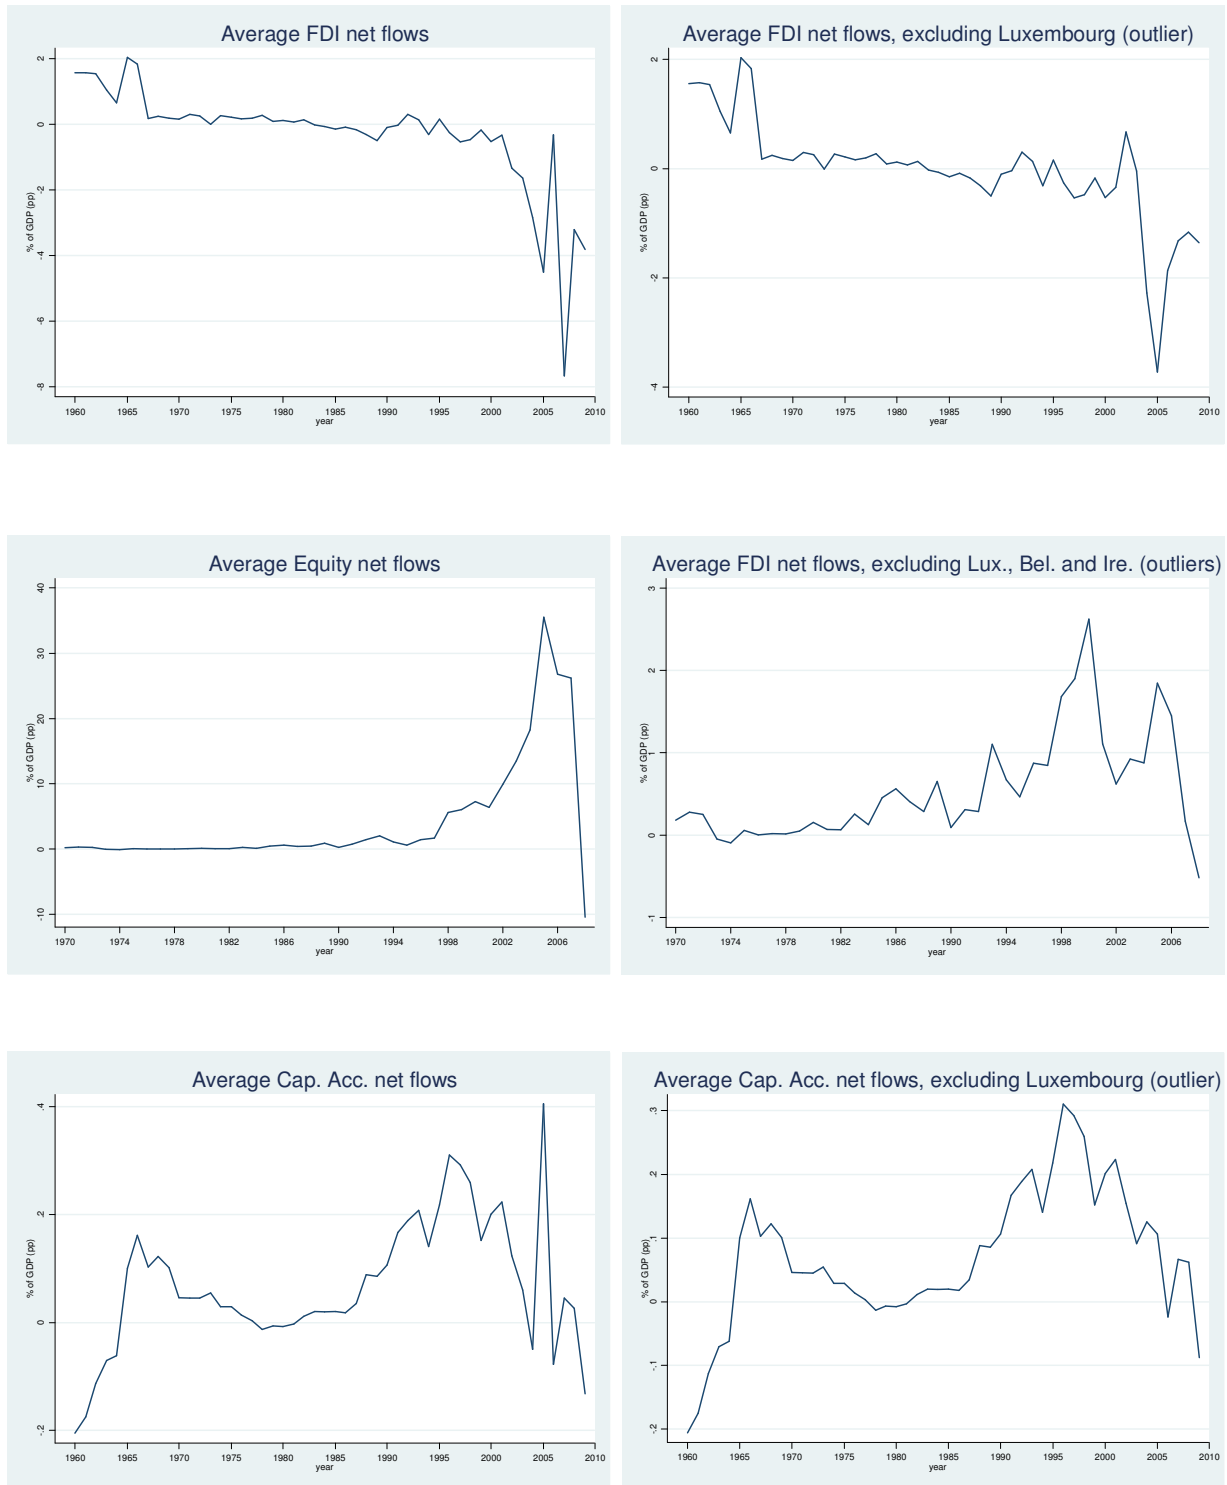 Average FDI net flows
% of GDP (pp)
2
0
-2
-4
-6
-8
1960 1965 1970 1975 1980 1985 1990 1995 2000 2005 2010
year
Average FDI net flows, excluding Luxembourg (outlier)
% of GDP (pp)
2
0
-2
-4
1960 1965 1970 1975 1980 1985 1990 1995 2000 2005 2010
year
Average Equity net flows
% of GDP (pp)
40
30
20
10
0
-10
1970 1974 1978 1982 1986 1990 1994 1998 2002 2006
year
Average FDI net flows, excluding Lux., Bel. and Ire. (outliers)
% of GDP (pp)
3
2
1
0
-1
1970 1974 1978 1982 1986 1990 1994 1998 2002 2006
year
Average Cap. Acc. net flows
% of GDP (pp)
.4
.2
0
-.2
1960 1965 1970 1975 1980 1985 1990 1995 2000 2005 2010
year
Average Cap. Acc. net flows, excluding Luxembourg (outlier)
% of GDP (pp)
.3
.2
.1
0
-.1
-.2
1960 1965 1970 1975 1980 1985 1990 1995 2000 2005 2010
year